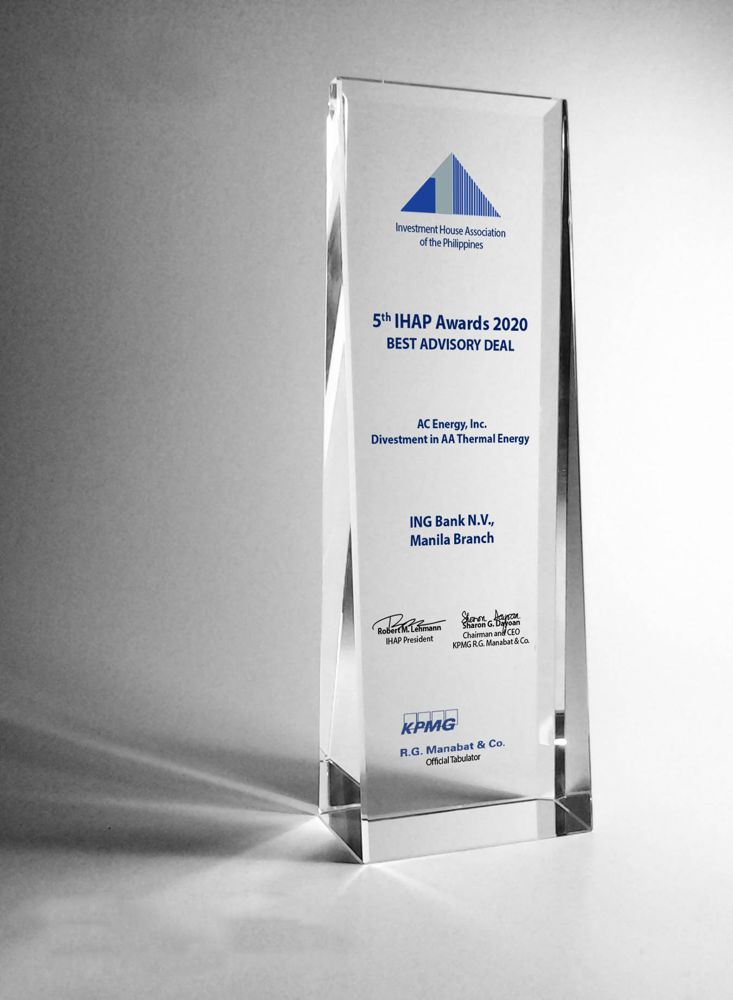 Investment House Association
of the Philippines
5th IHAP Awards 2020
BEST ADVISORY DEAL
AC Energy, Inc.
Divestment in AA Thermal Energy
ING Bank N.V.,
Manila Branch
Sharon Dayoan
Robert M. Lehmann
IHAP President
Sharon G. Dayoan
Chairman and CEO
KPMG R.G. Manabat & Co.
KPMG
R.G. Manabat & Co.
Official Tabulator